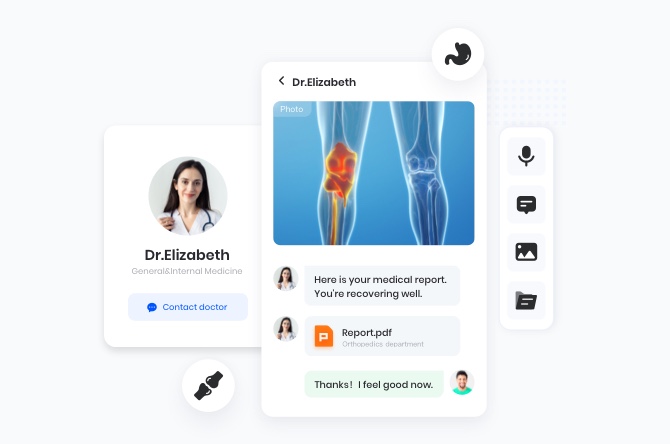 Dr.Elizabeth
General&Internal Medicine
Contact doctor
Dr.Elizabeth
Photo
Here is your medical report.
You're recovering well.
P
Report.pdf
Orthopedics department
Thanks! I feel good now.